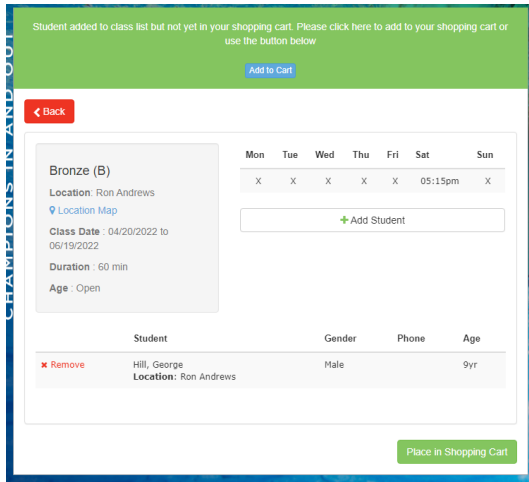 Student added to class list but not yet in your shopping cart. Please click here to add to your shopping cart or
use the button below
Add to Cart
CHAMPIONS IN AND OUT
Back
Bronze (B)
Location: Ron Andrews
Location Map
Class Date : 04/20/2022 to
06/19/2022
Duration : 60 min
Age : Open
Mon Tue Wed Thu Fri Sat Sun
X X X X X 05:15pm X
+ Add Student
Student Gender Phone Age
✖ Remove Hill, George Male 9yr
Location: Ron Andrews
Place in Shopping Cart